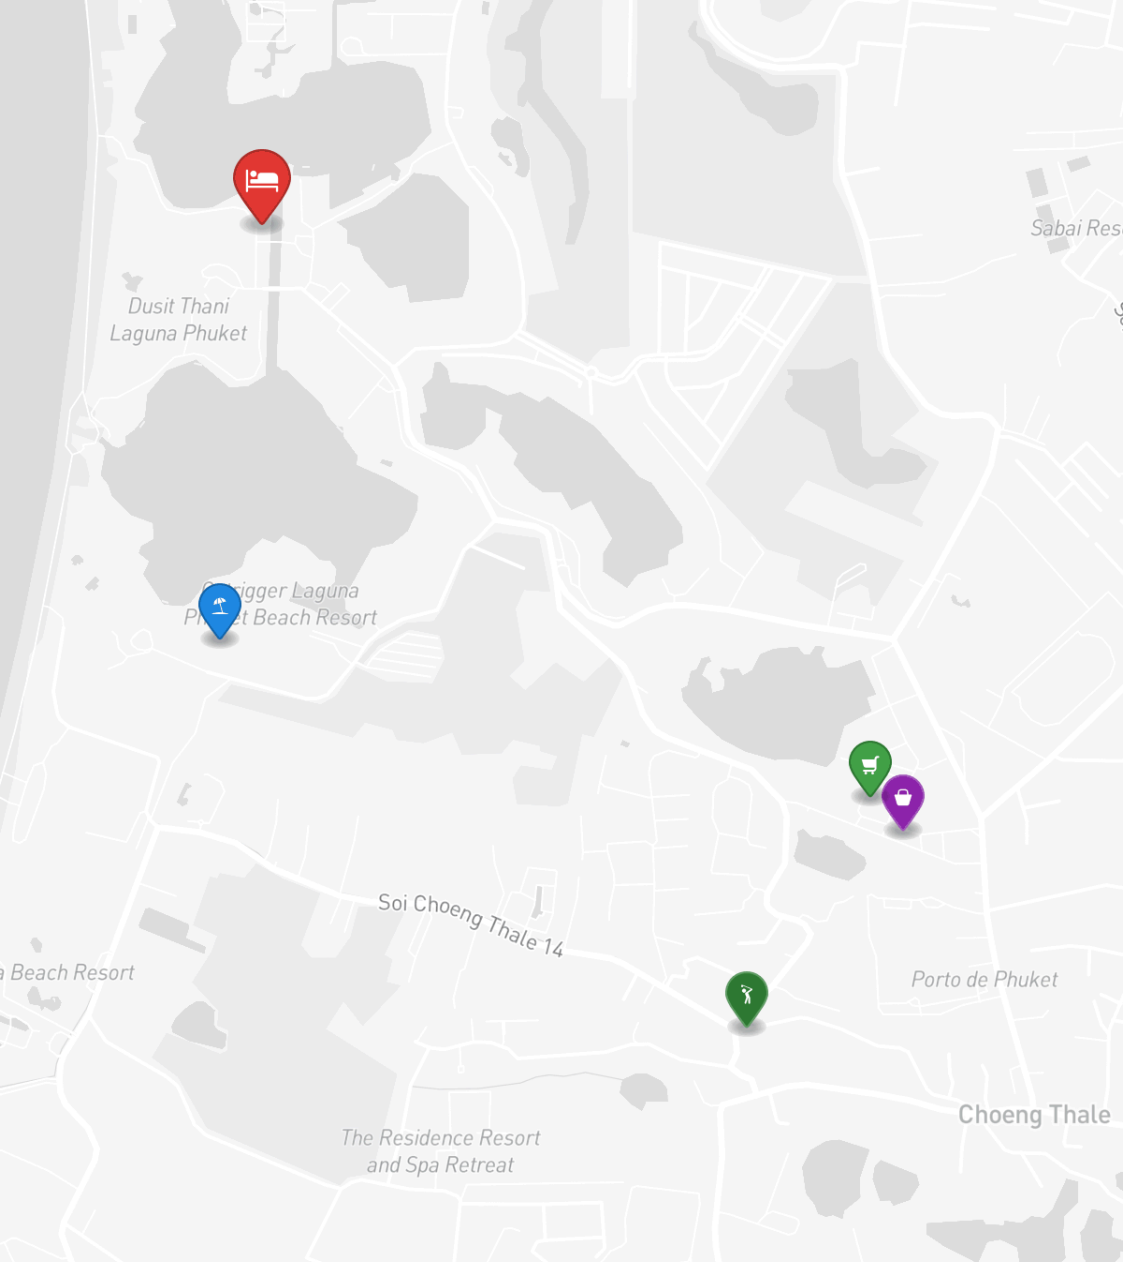 Sabai Res
Dusit Thani
Laguna Phuket
Laguna
Beach Resort
Soi Choeng Thale 14
a Beach Resort
Porto de Phuket
Choeng Thale
The Residence Resort
and Spa Retreat